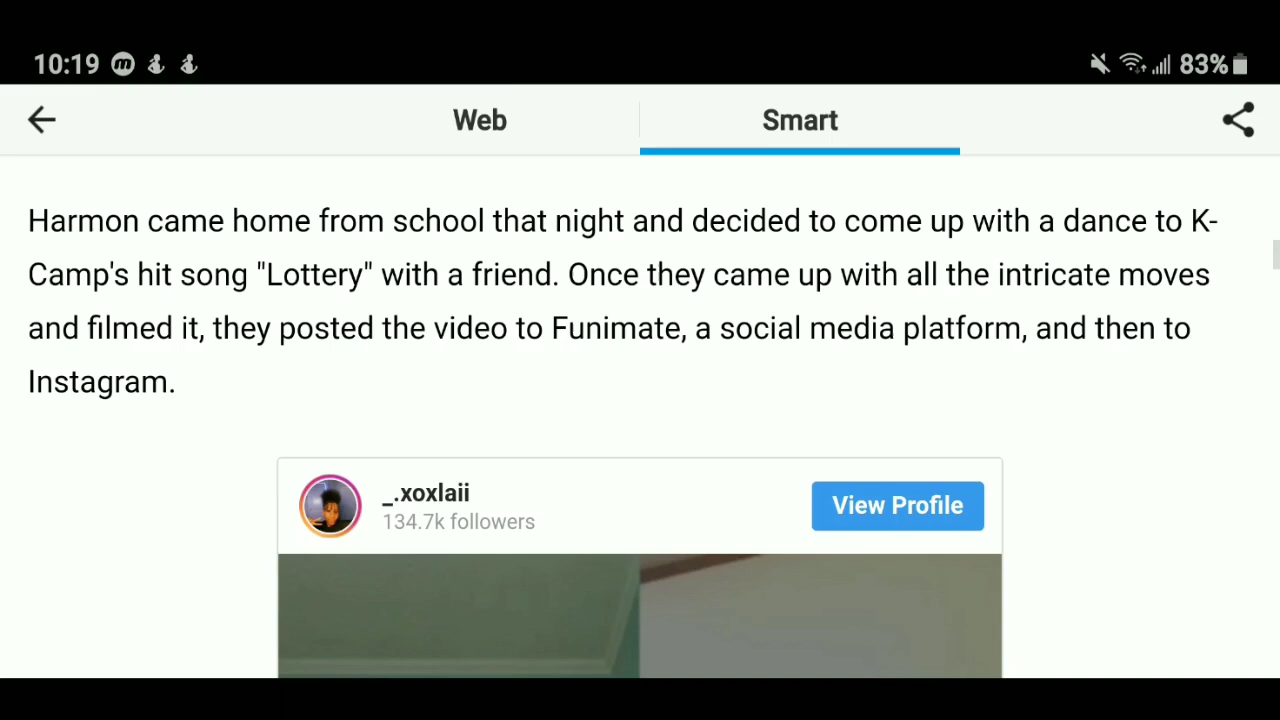 10:19 m 83%
Web Smart
Harmon came home from school that night and decided to come up with a dance to K-
Camp's hit song "Lottery" with a friend. Once they came up with all the intricate moves
and filmed it, they posted the video to Funimate, a social media platform, and then to
Instagram.
_.xoxlaii
134.7k followers
View Profile